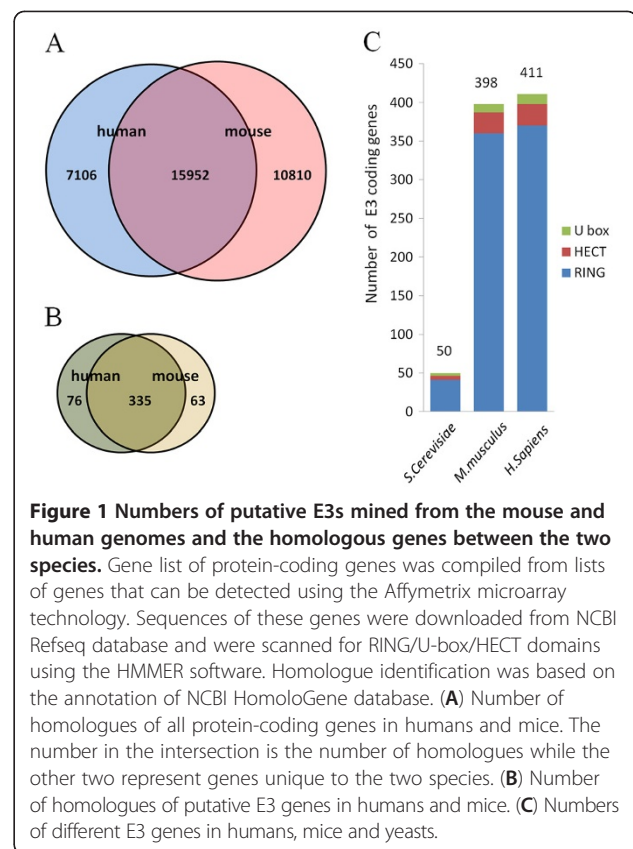 A
human
mouse
7106
15952
10810
B
human
mouse
76
335
63
C
Number of E3 coding genes
450
400
350
300
250
200
150
100
50
0
50
398
411
S.Cerevisiae
M.musculus
H.Sapiens
U box
HECT
RING
Figure 1 Numbers of putative E3s mined from the mouse and
human genomes and the homologous genes between the two
species. Gene list of protein-coding genes was compiled from lists
of genes that can be detected using the Affymetrix microarray
technology. Sequences of these genes were downloaded from NCBI
Refseq database and were scanned for RING/U-box/HECT domains
using the HMMER software. Homologue identification was based on
the annotation of NCBI HomoloGene database. (A) Number of
homologues of all protein-coding genes in humans and mice. The
number in the intersection is the number of homologues while the
other two represent genes unique to the two species. (B) Number
of homologues of putative E3 genes in humans and mice. (C) Numbers
of different E3 genes in humans, mice and yeasts.